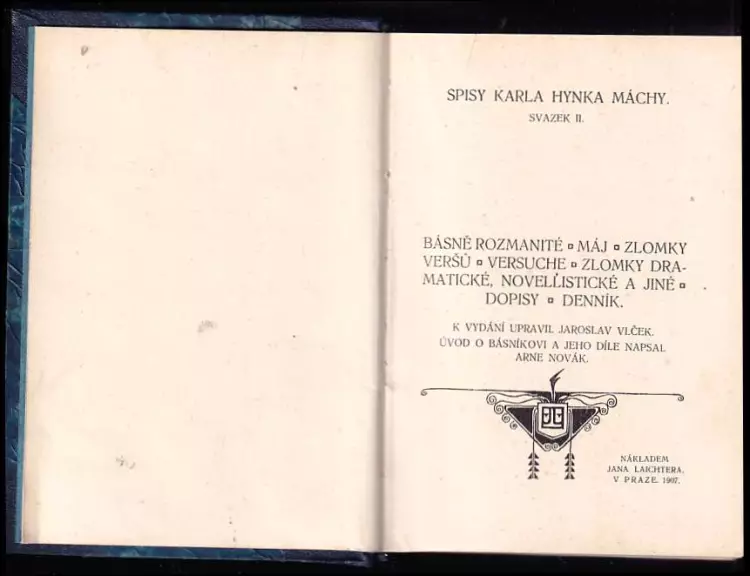 SPISY KARLA HYNKA MÁCHY.
SVAZEK II.
BÁSNĚ ROZMANITÉ ¤ MÁJ ¤ ZLOMKY
VERŠŮ ¤ VERSUCHE ¤ ZLOMKY DRA-
MATICKÉ, NOVELLISTICKÉ A JINÉ ¤
DOPISY ¤ DENNÍK.
K VYDÁNÍ UPRAVIL JAROSLAV VLČEK.
ÚVOD O BÁSNÍKOVI A JEHO DÍLE NAPSAL
ARNE NOVÁK.
NÁKLADEM
JANA LAICHTERA,
V PRAZE. 1907.